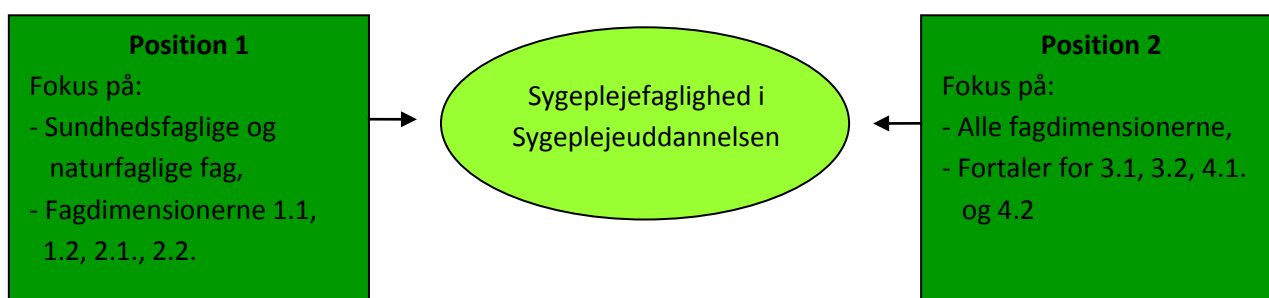 Position 1
Fokus på:
- Sundhedsfaglige og
naturfaglige fag,
- Fagdimensionerne 1.1,
1.2, 2.1., 2.2.
Sygeplejefaglighed i
Sygeplejeuddannelsen
Position 2
Fokus på:
- Alle fagdimensionerne,
- Fortaler for 3.1, 3.2, 4.1.
og 4.2